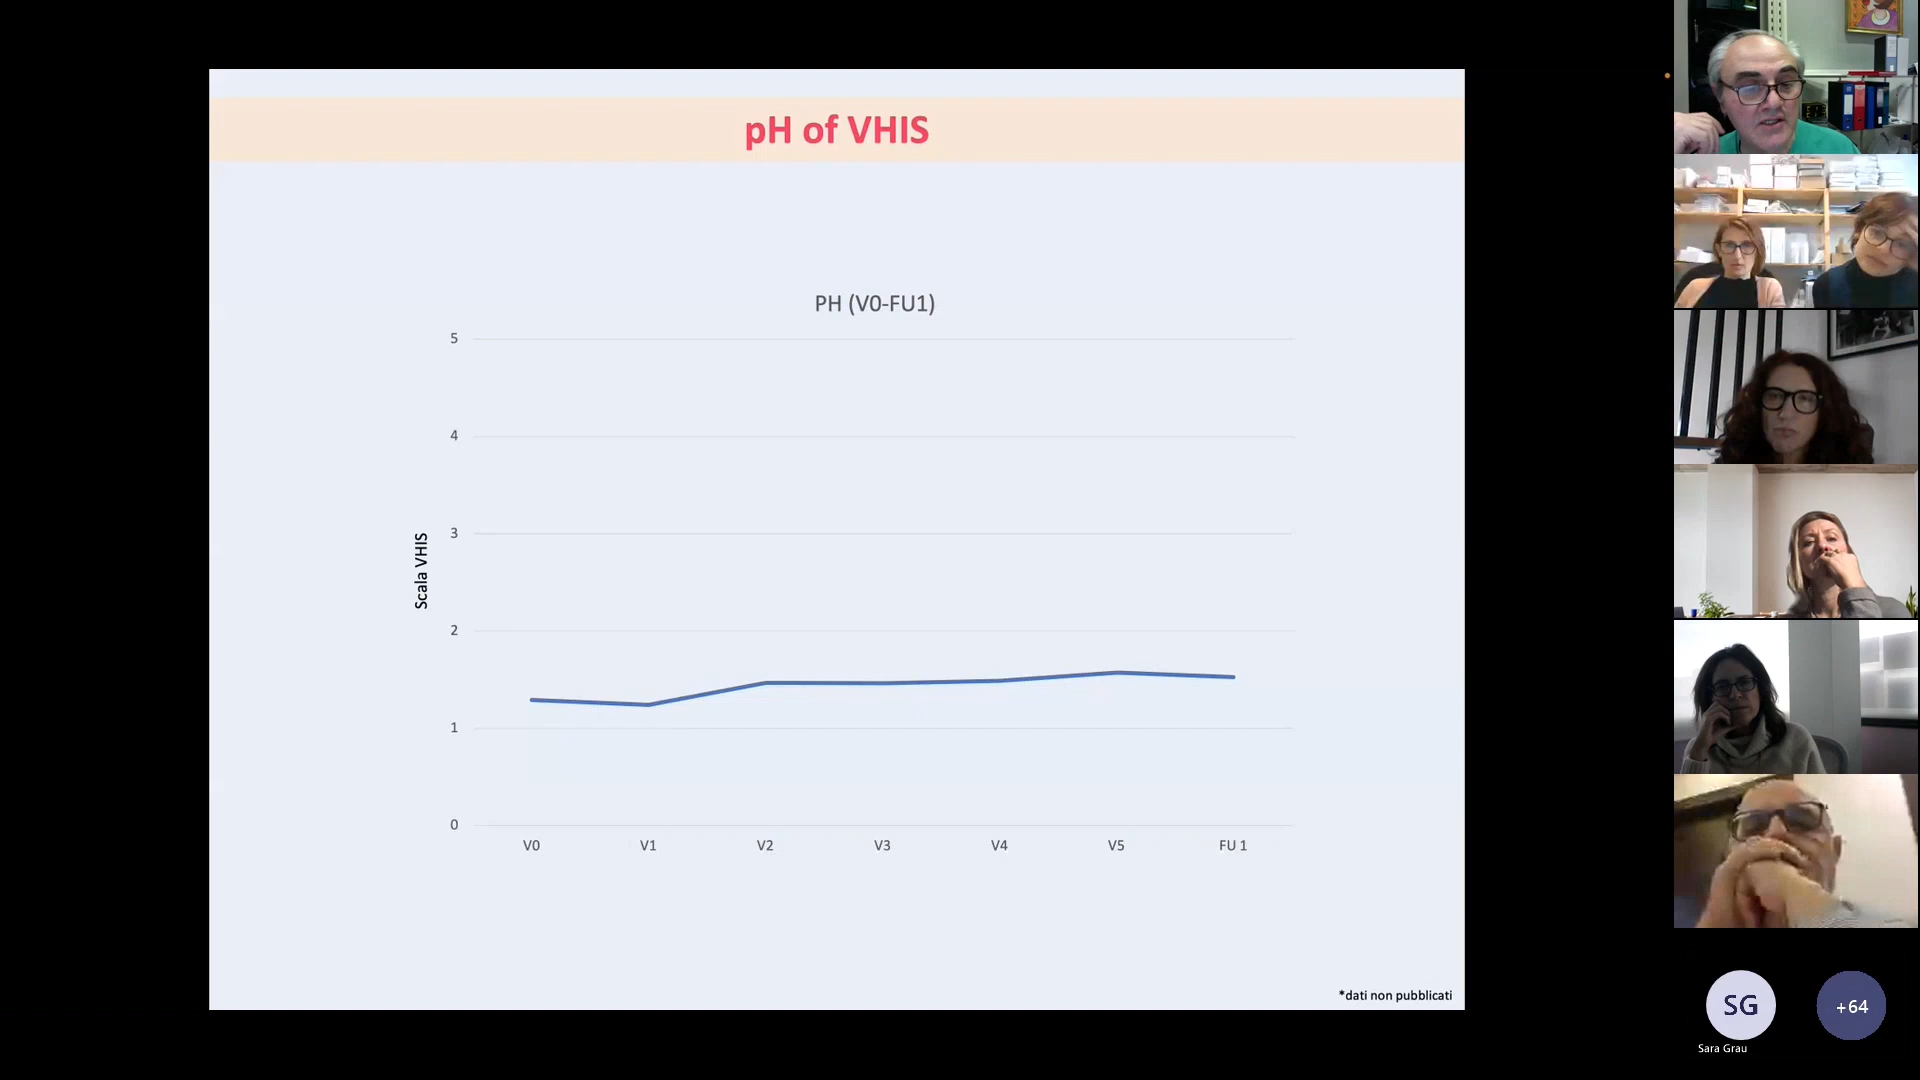 pH of VHIS
PH (V0-FU1)
5
4
3
2
1
0
Scala VHIS
V0 V1 V2 V3 V4 V5 FU 1
*dati non pubblicati
SG
+64
Sara Grau